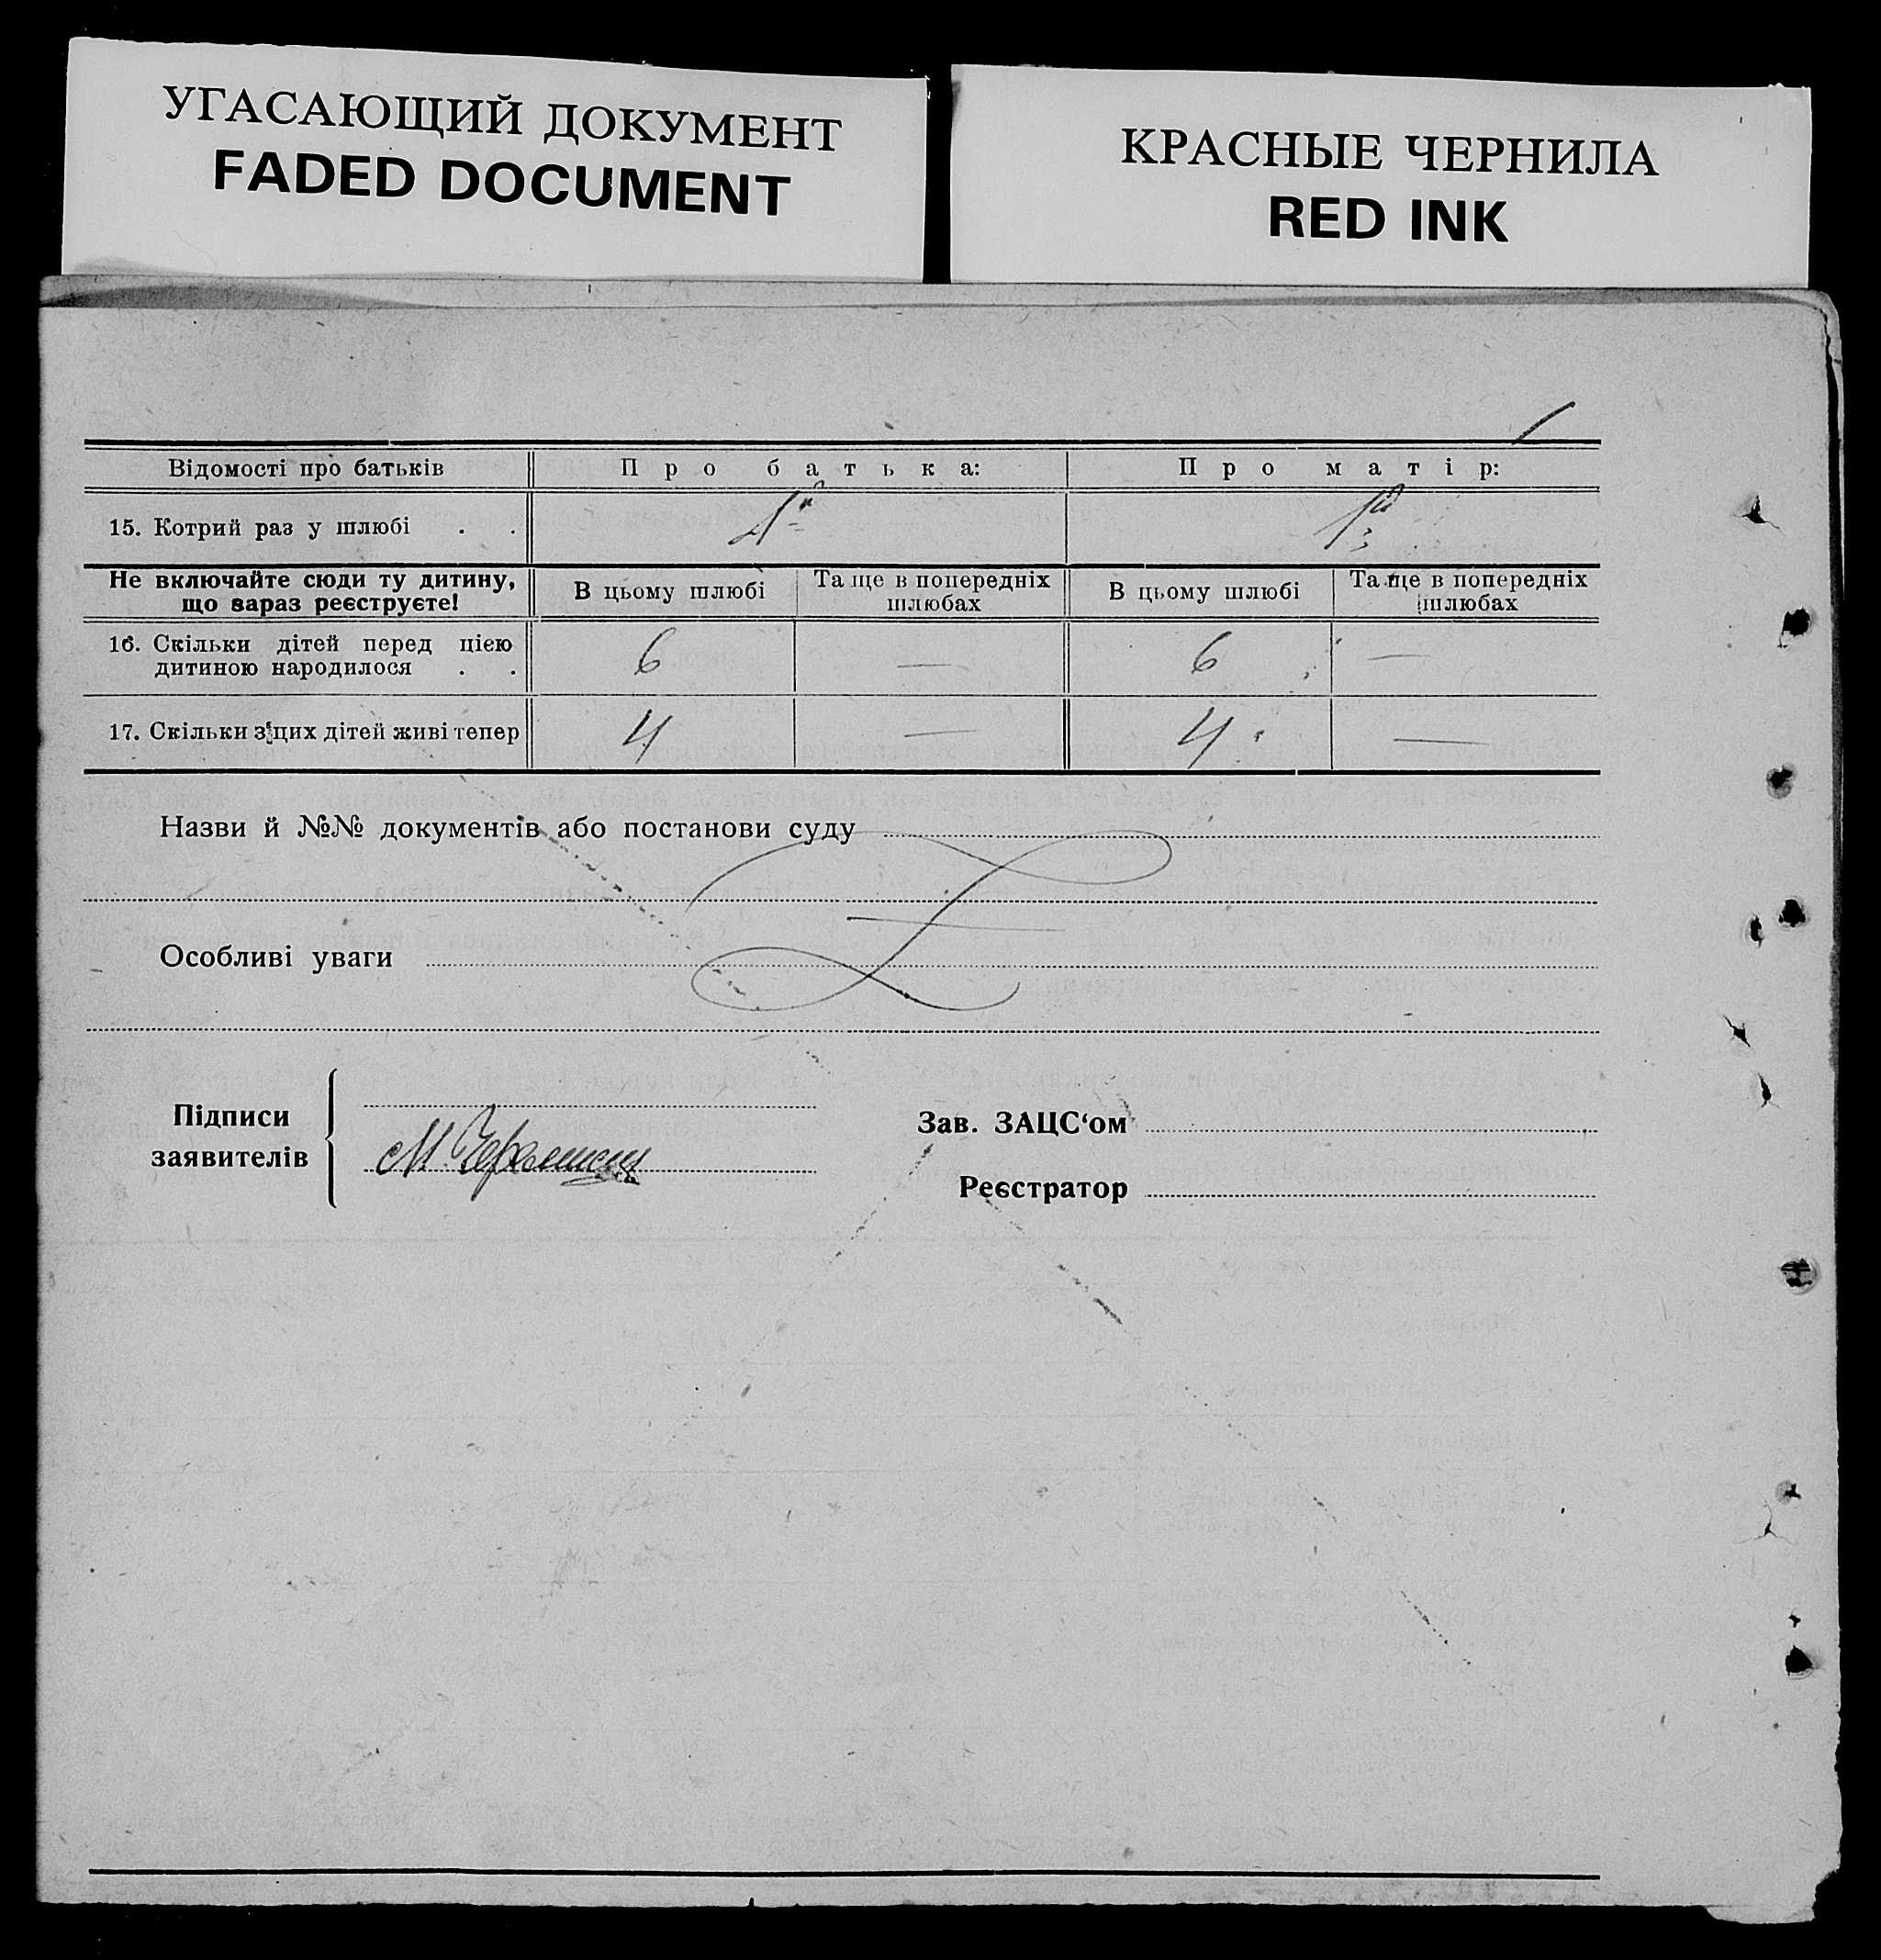 УГАСАЮЩИЙ ДОКУМЕНТ
FADED DOCUMENT
КРАСНЫЕ ЧЕРНИЛА
RED INK
Відомості про батьків Про батька: Про матір:
15. Котрий раз у шлюбі . .
Не включайте сюди ту дитину, що зараз реєструєте! В цьому шлюбі Та ще в попередніх шлюбах В цьому шлюбі Та ще в попередніх шлюбах
16. Скільки дітей перед цією дитиною народилося . . 6 — 6 —
17. Скільки з цих дітей живі тепер 4 — 4 —
Назви й №№ документів або постанови суду
Особливі уваги
Підписи заявителів
М.
Зав. ЗАЦС‘ом
Реєстратор